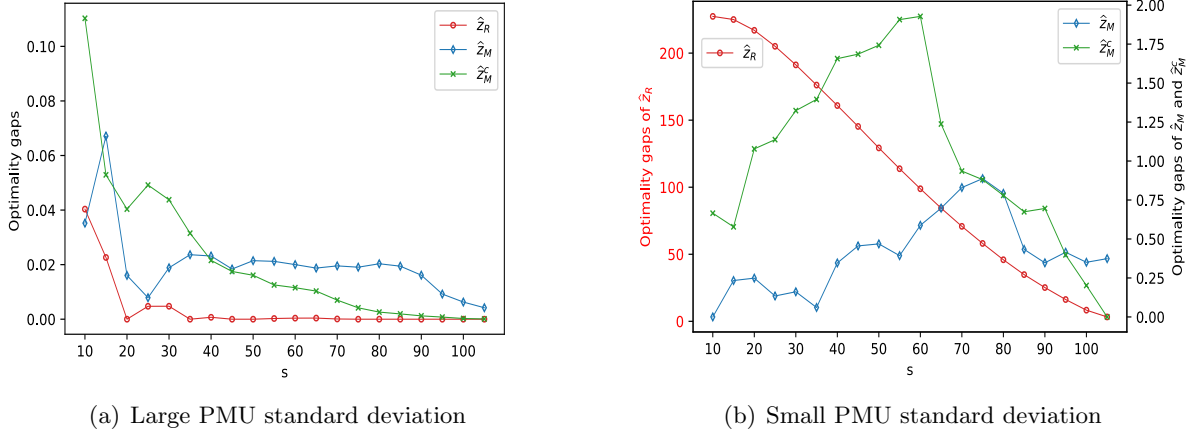 0.10
0.08
0.06
0.04
0.02
0.00
Optimality gaps
10 20 30 40 50 60 70 80 90 100
s
ẑ_R
ẑ_M
ẑ_M^c
(a) Large PMU standard deviation
200
150
100
50
0
Optimality gaps of ẑ_R
ẑ_R
ẑ_M
ẑ_M^c
2.00
1.75
1.50
1.25
1.00
0.75
0.50
0.25
0.00
Optimality gaps of ẑ_M and ẑ_M^c
10 20 30 40 50 60 70 80 90 100
s
(b) Small PMU standard deviation